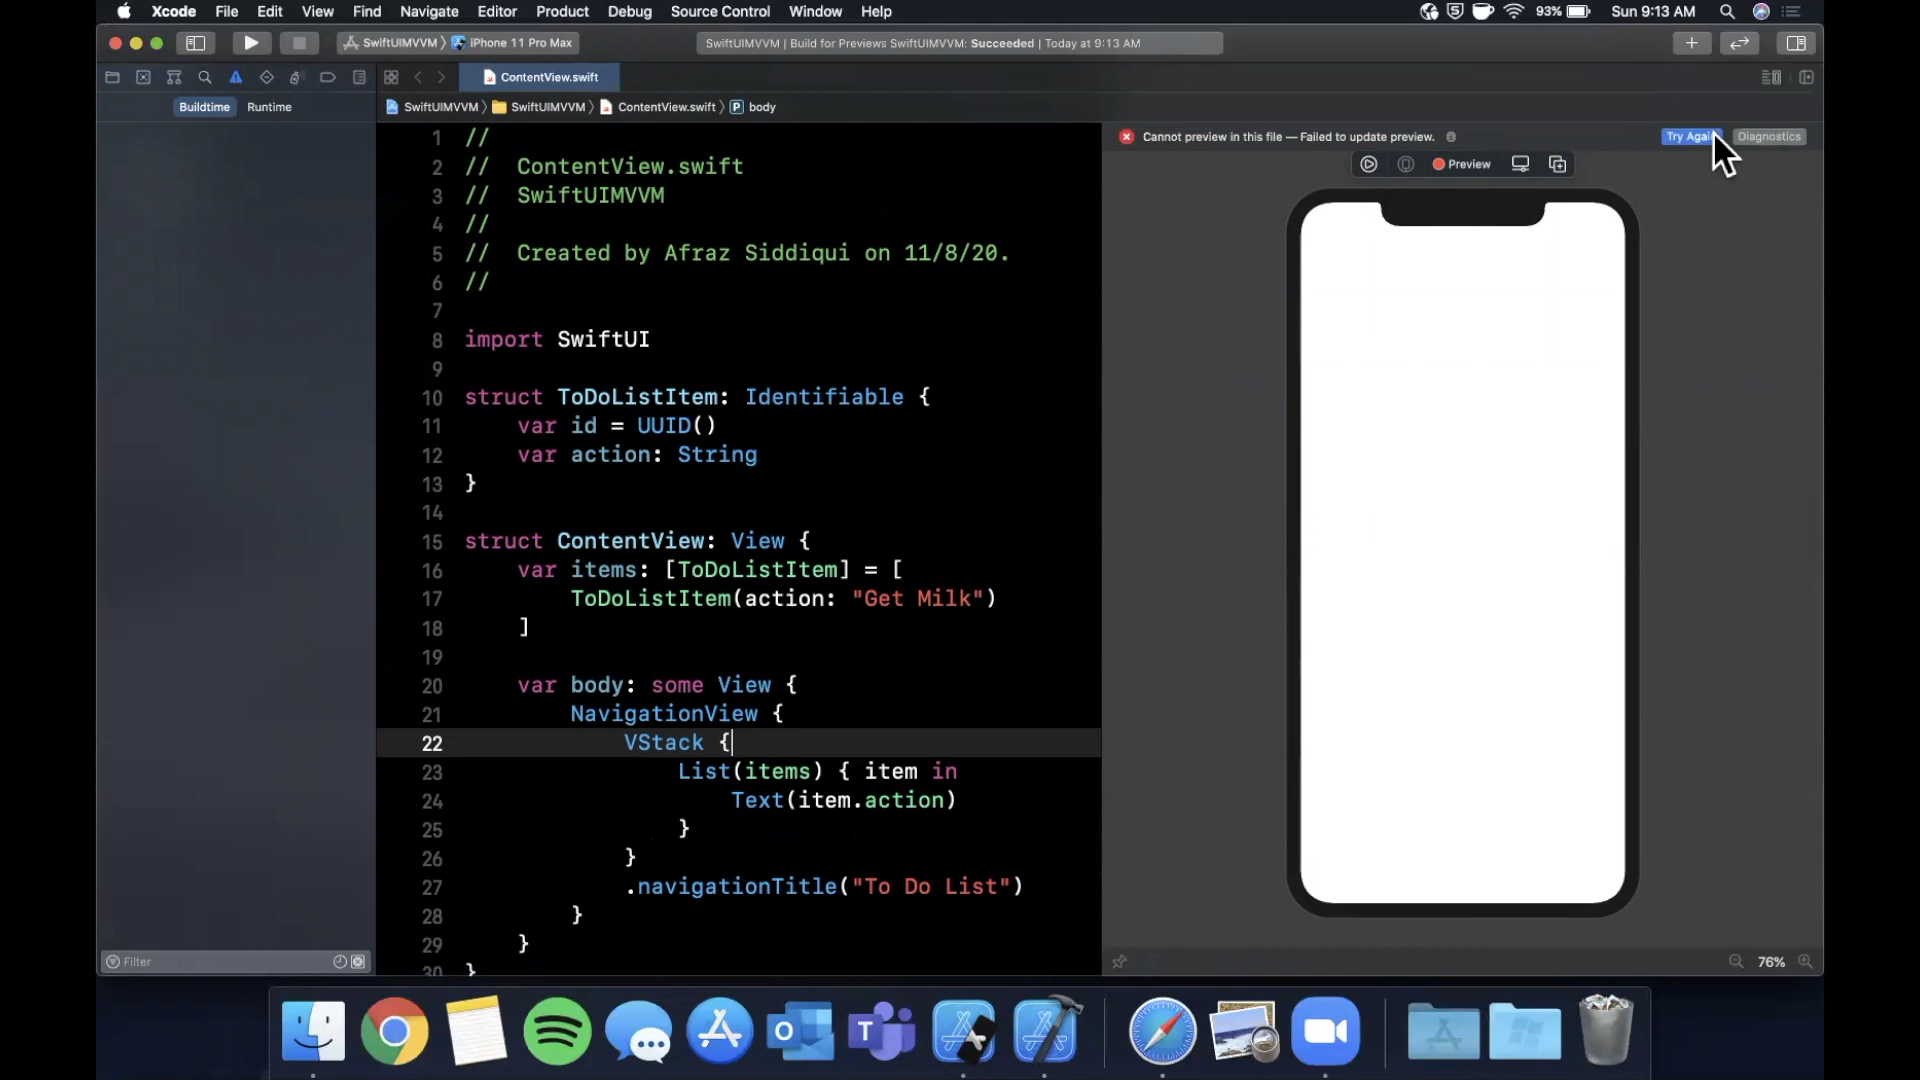 Xcode File Edit View Find Navigate Editor Product Debug Source Control Window Help 93% Sun 9:13 AM
SwiftUIMVVM 〉 iPhone 11 Pro Max
SwiftUIMVVM | Build for Previews SwiftUIMVVM: Succeeded | Today at 9:13 AM
ContentView.swift
Buildtime Runtime
SwiftUIMVVM 〉 SwiftUIMVVM 〉 ContentView.swift 〉 P body
Cannot preview in this file — Failed to update preview. Try Again Diagnostics
Preview
1 //
2 // ContentView.swift
3 // SwiftUIMVVM
4 //
5 // Created by Afraz Siddiqui on 11/8/20.
6 //
7
8 import SwiftUI
9
10 struct ToDoListItem: Identifiable {
11 var id = UUID()
12 var action: String
13 }
14
15 struct ContentView: View {
16 var items: [ToDoListItem] = [
17 ToDoListItem(action: "Get Milk")
18 ]
19
20 var body: some View {
21 NavigationView {
22 VStack {
23 List(items) { item in
24 Text(item.action)
25 }
26 }
27 .navigationTitle("To Do List")
28 }
29 }
30 }
Filter
76%